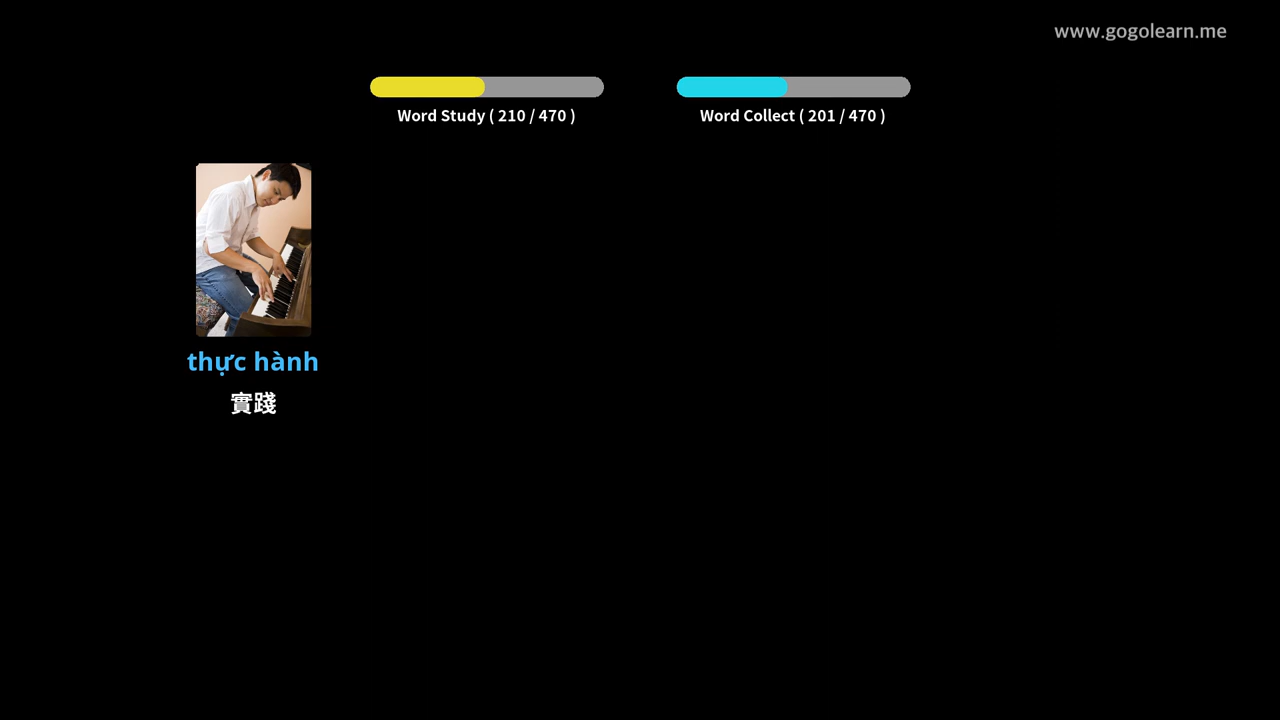 www.gogolearn.me
Word Study ( 210 / 470 )
Word Collect ( 201 / 470 )
thực hành
實踐